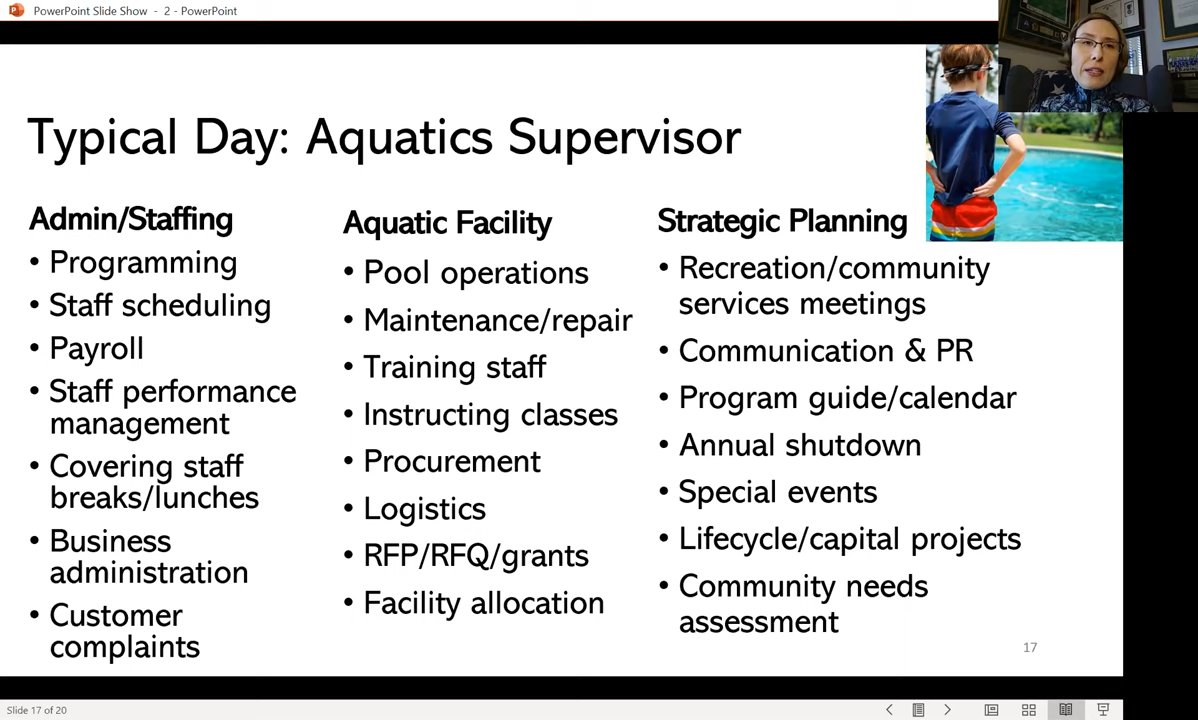 PowerPoint Slide Show - 2 - PowerPoint
Typical Day: Aquatics Supervisor
Admin/Staffing
• Programming
• Staff scheduling
• Payroll
• Staff performance
management
• Covering staff
breaks/lunches
• Business
administration
• Customer
complaints
Aquatic Facility
• Pool operations
• Maintenance/repair
• Training staff
• Instructing classes
• Procurement
• Logistics
• RFP/RFQ/grants
• Facility allocation
Strategic Planning
• Recreation/community
services meetings
• Communication & PR
• Program guide/calendar
• Annual shutdown
• Special events
• Lifecycle/capital projects
• Community needs
assessment
17
Slide 17 of 20